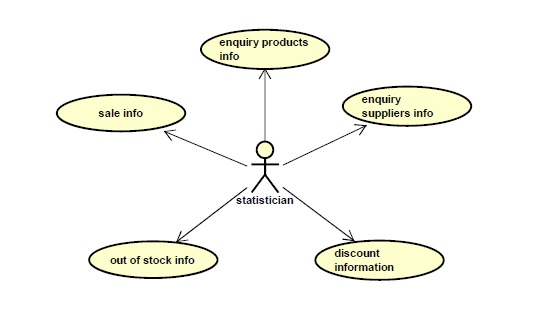 enquiry products
info
sale info
enquiry
suppliers info
statistician
out of stock info
discount
information